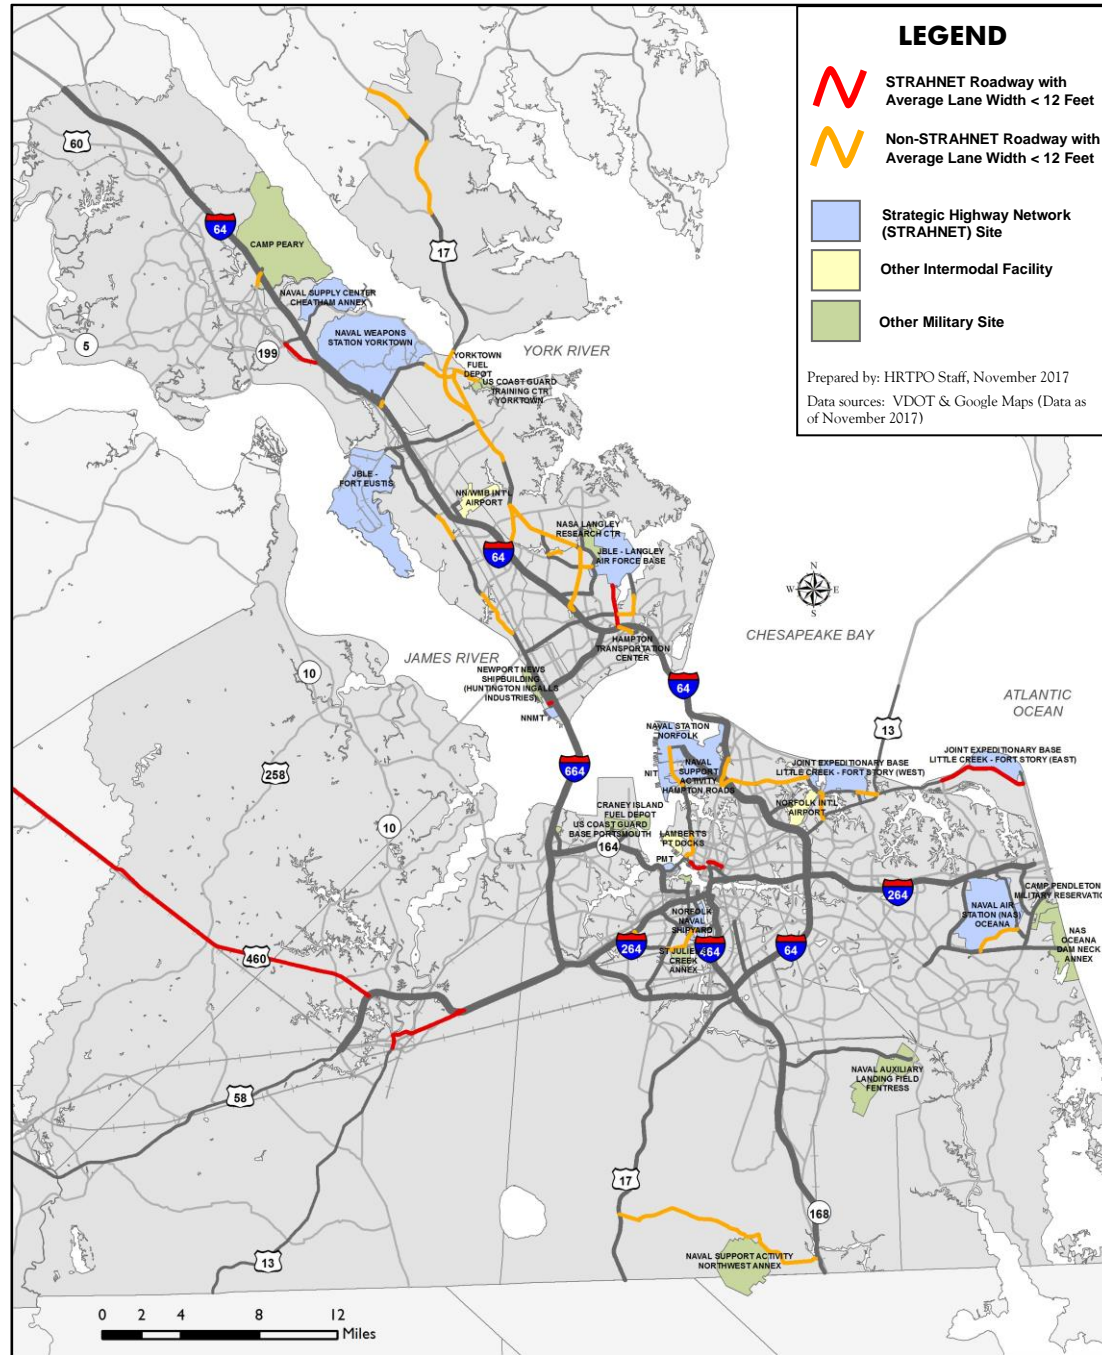 LEGEND
STRAHNET Roadway with
Average Lane Width < 12 Feet
Non-STRAHNET Roadway with
Average Lane Width < 12 Feet
Strategic Highway Network
(STRAHNET) Site
Other Intermodal Facility
Other Military Site
Prepared by: HRTPO Staff, November 2017
Data sources: VDOT & Google Maps (Data as
of November 2017)
60
64
CAMP PEARY
17
NAVAL SUPPLY CENTER
CHEATHAM ANNEX
NAVAL WEAPONS
STATION YORKTOWN
5
199
YORK RIVER
YORKTOWN
FUEL
DEPOT
US COAST GUARD
TRAINING CTR
YORKTOWN
JBLE -
FORT EUSTIS
NN/WMB INT'L
AIRPORT
NASA LANGLEY
RESEARCH CTR
64
JBLE - LANGLEY
AIR FORCE BASE
N
W
E
S
CHESAPEAKE BAY
HAMPTON
TRANSPORTATION
CENTER
JAMES RIVER
10
NEWPORT NEWS
SHIPBUILDING
(HUNTINGTON INGALLS
INDUSTRIES)
64
ATLANTIC
OCEAN
NNMT
13
NAVAL STATION
NORFOLK
258
664
NIT
NAVAL
SUPPORT
ACTIVITY
HAMPTON ROADS
JOINT EXPEDITIONARY BASE
LITTLE CREEK - FORT STORY (WEST)
JOINT EXPEDITIONARY BASE
LITTLE CREEK - FORT STORY (EAST)
NORFOLK INT'L
AIRPORT
CRANEY ISLAND
FUEL DEPOT
US COAST GUARD
BASE PORTSMOUTH
10
164
LAMBERT'S
PT DOCKS
PMT
264
CAMP PENDLETON
MILITARY RESERVATIO
NAVAL AIR
STATION (NAS)
OCEANA
NORFOLK
NAVAL
SHIPYARD
NAS
OCEANA
DAM NECK
ANNEX
264
464
64
ST JULIE
CREEK
ANNEX
460
NAVAL AUXILIARY
LANDING FIELD
FENTRESS
58
17
168
13
NAVAL SUPPORT ACTIVITY
NORTHWEST ANNEX
0 2 4 8 12
Miles